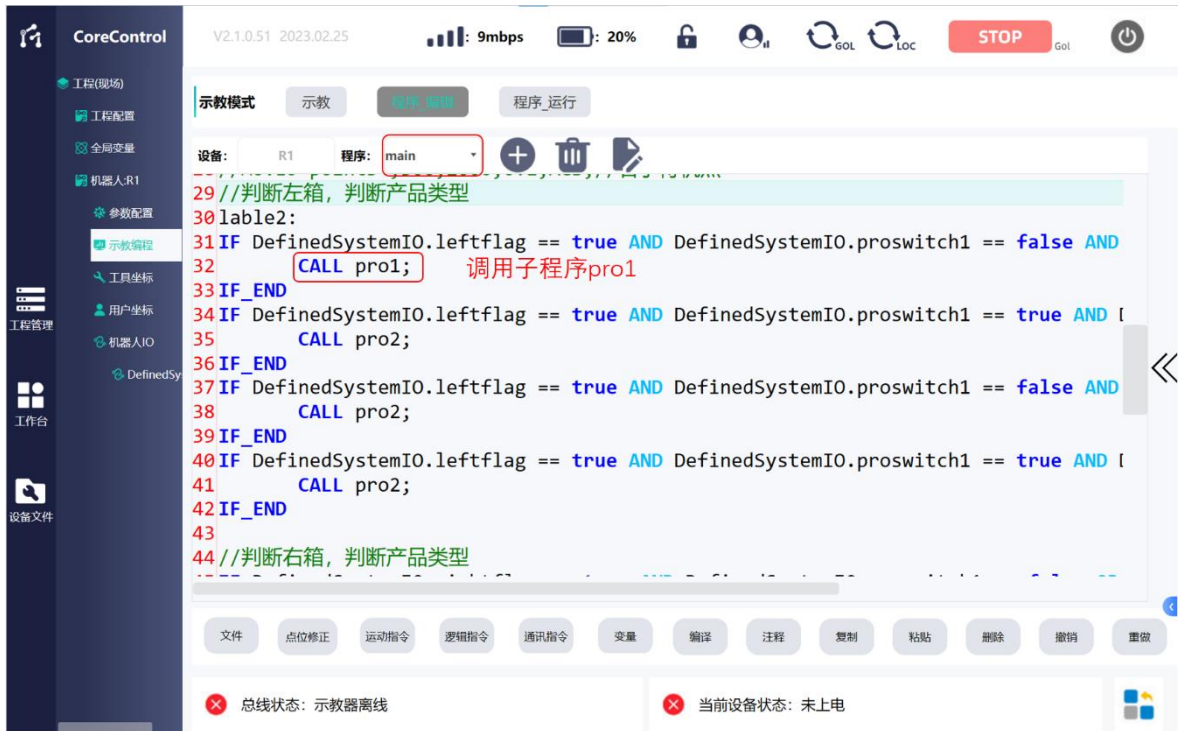 CoreControl
V2.1.0.51 2023.02.25
: 9mbps
: 20%
GOL
LOC
STOP
Gol
工程(现场)
工程配置
全局变量
机器人:R1
参数配置
示教编程
工具坐标
用户坐标
机器人IO
DefinedSy
工程管理
工作台
设备文件
示教模式 示教 程序_编辑 程序_运行
设备: R1 程序: main
29 //判断左箱，判断产品类型
30 lable2:
31 IF DefinedSystemIO.leftflag == true AND DefinedSystemIO.proswitch1 == false AND
32 CALL pro1; 调用子程序pro1
33 IF_END
34 IF DefinedSystemIO.leftflag == true AND DefinedSystemIO.proswitch1 == true AND
35 CALL pro2;
36 IF_END
37 IF DefinedSystemIO.leftflag == true AND DefinedSystemIO.proswitch1 == false AND
38 CALL pro2;
39 IF_END
40 IF DefinedSystemIO.leftflag == true AND DefinedSystemIO.proswitch1 == true AND
41 CALL pro2;
42 IF_END
43
44 //判断右箱，判断产品类型
文件 点位修正 运动指令 逻辑指令 通讯指令 变量 编译 注释 复制 粘贴 删除 撤销 重做
总线状态: 示教器离线
当前设备状态: 未上电